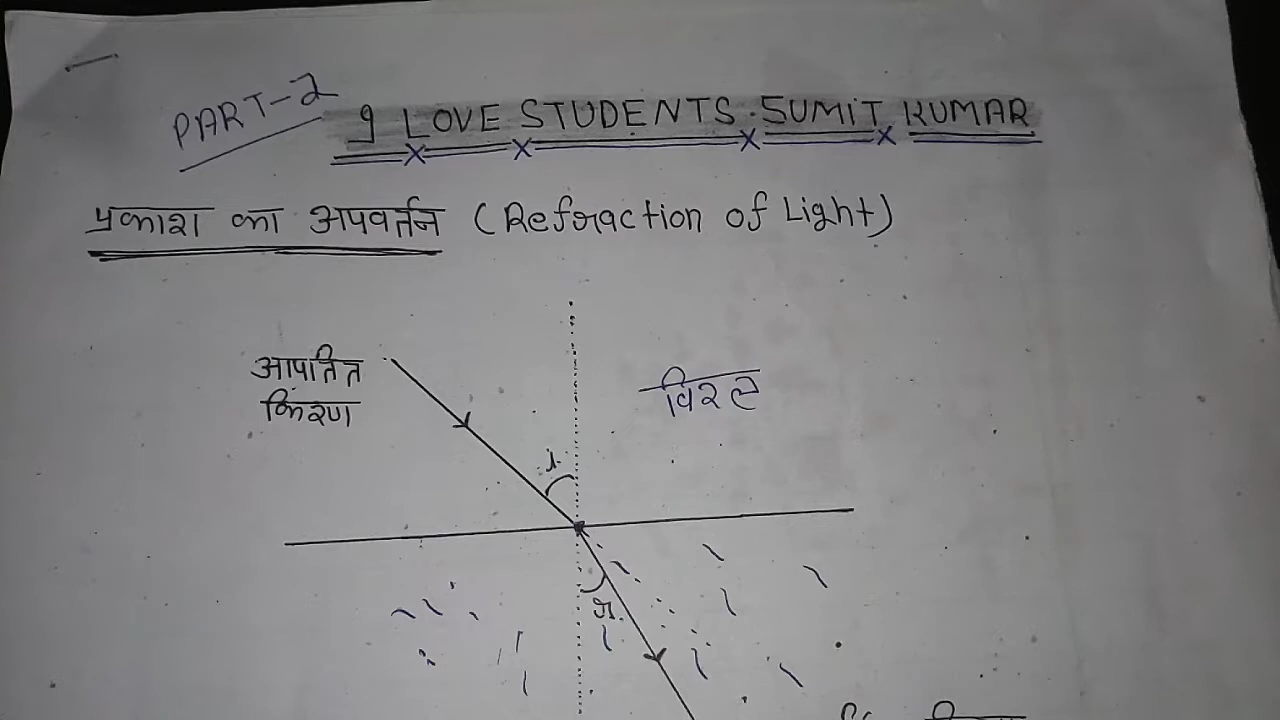 PART-2
I LOVE STUDENTS. SUMIT KUMAR
प्रकाश का अपवर्तन (Refraction of Light)
आपतित
किरण
विरल
i
r